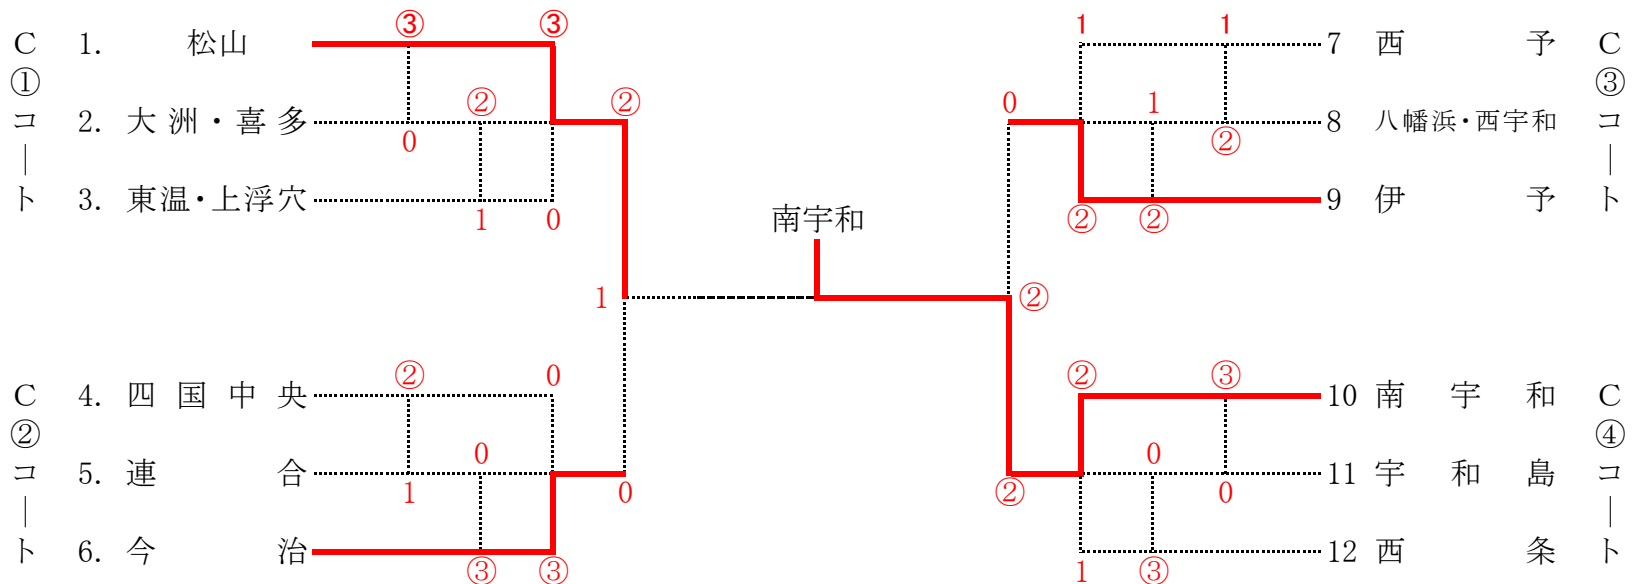 ③ ③ 1 1
C 1. 松山 7 西予 C
① ② ② 0 1 ③
コ 2. 大洲・喜多 8 八幡浜・西宇和 コ
0 ②
｜ ｜
ト 3. 東温・上浮穴 9 伊予 ト
1 0 南宇和 ② ②
1 ②
② 0 ② ③
C 4. 四国中央 10 南宇和 C
② ④
コ 5. 連合 0 0 11 宇和島 コ
1 0 ② 0
｜ ｜
ト 6. 今治 12 西条 ト
③ ③ 1 ③